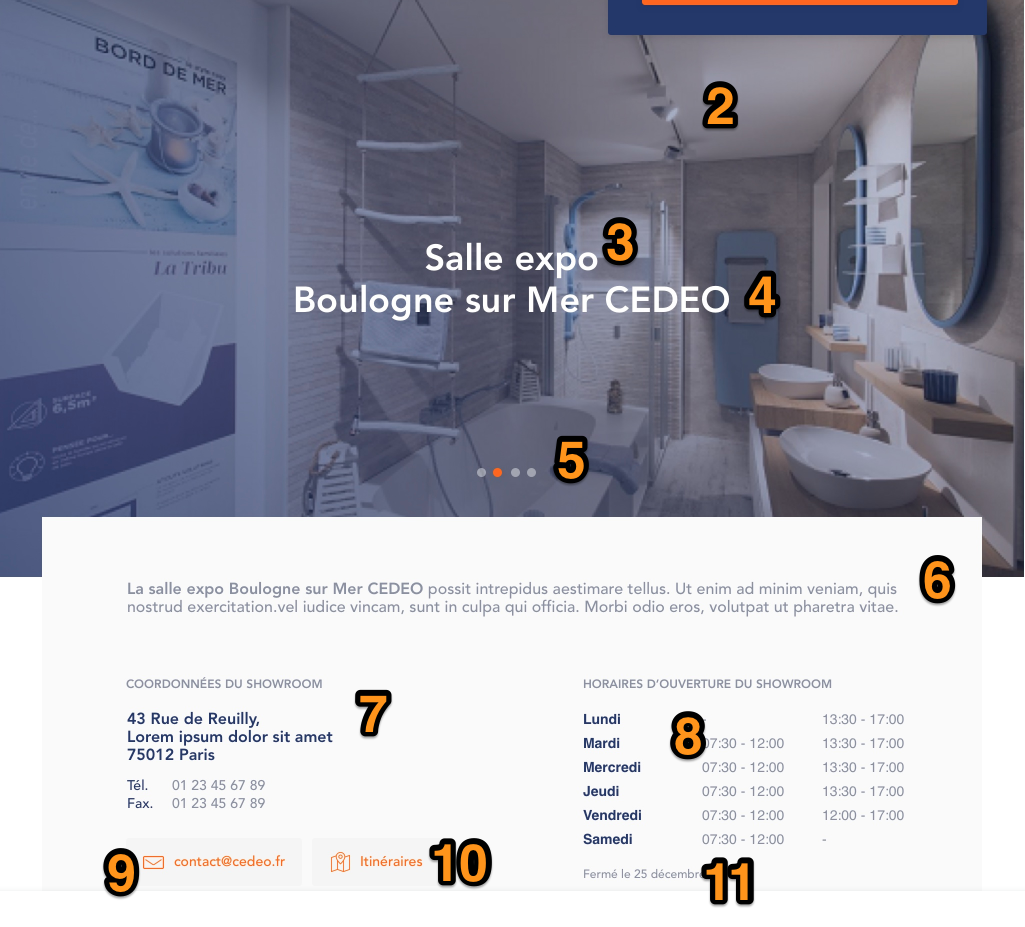 BORD DE MER
2
La Tribu
3
Salle expo
Boulogne sur Mer CEDEO
4
SURFACE
6,5m²
PENSÉE POUR
5
6
La salle expo Boulogne sur Mer CEDEO possit intrepidus aestimare tellus. Ut enim ad minim veniam, quis
nostrud exercitation.vel iudice vincam, sunt in culpa qui officia. Morbi odio eros, volutpat ut pharetra vitae.
COORDONNÉES DU SHOWROOM
7
43 Rue de Reuilly,
Lorem ipsum dolor sit amet
75012 Paris
Tél. 01 23 45 67 89
Fax. 01 23 45 67 89
9
contact@cedeo.fr
Itinéraires
10
HORAIRES D’OUVERTURE DU SHOWROOM
8
Lundi - 13:30 - 17:00
Mardi 07:30 - 12:00 13:30 - 17:00
Mercredi 07:30 - 12:00 13:30 - 17:00
Jeudi 07:30 - 12:00 13:30 - 17:00
Vendredi 07:30 - 12:00 12:00 - 17:00
Samedi 07:30 - 12:00 -
Fermé le 25 décembre
11